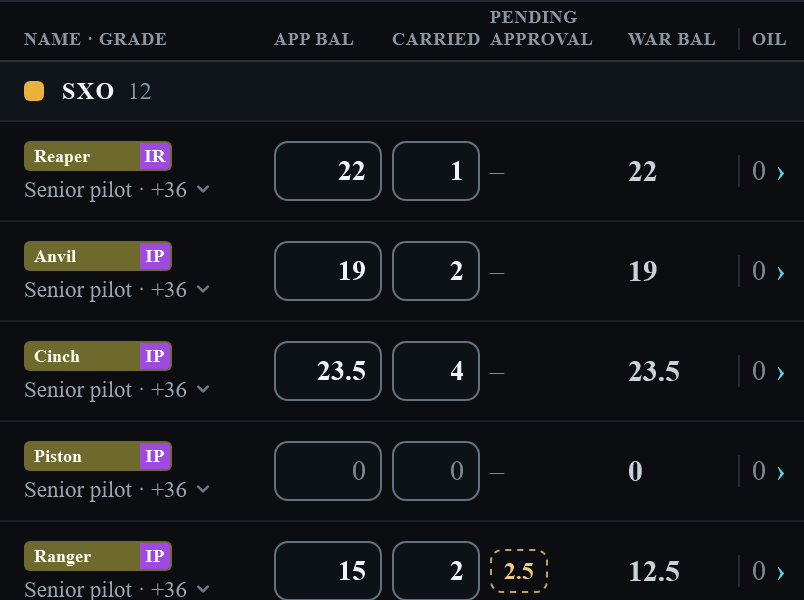 NAME · GRADE APP BAL CARRIED PENDING APPROVAL WAR BAL OIL
SXO 12
Reaper IR 22 1 – 22 0 ›
Senior pilot · +36
Anvil IP 19 2 – 19 0 ›
Senior pilot · +36
Cinch IP 23.5 4 – 23.5 0 ›
Senior pilot · +36
Piston IP 0 0 – 0 0 ›
Senior pilot · +36
Ranger IP 15 2 2.5 12.5 0 ›
Senior pilot · +36